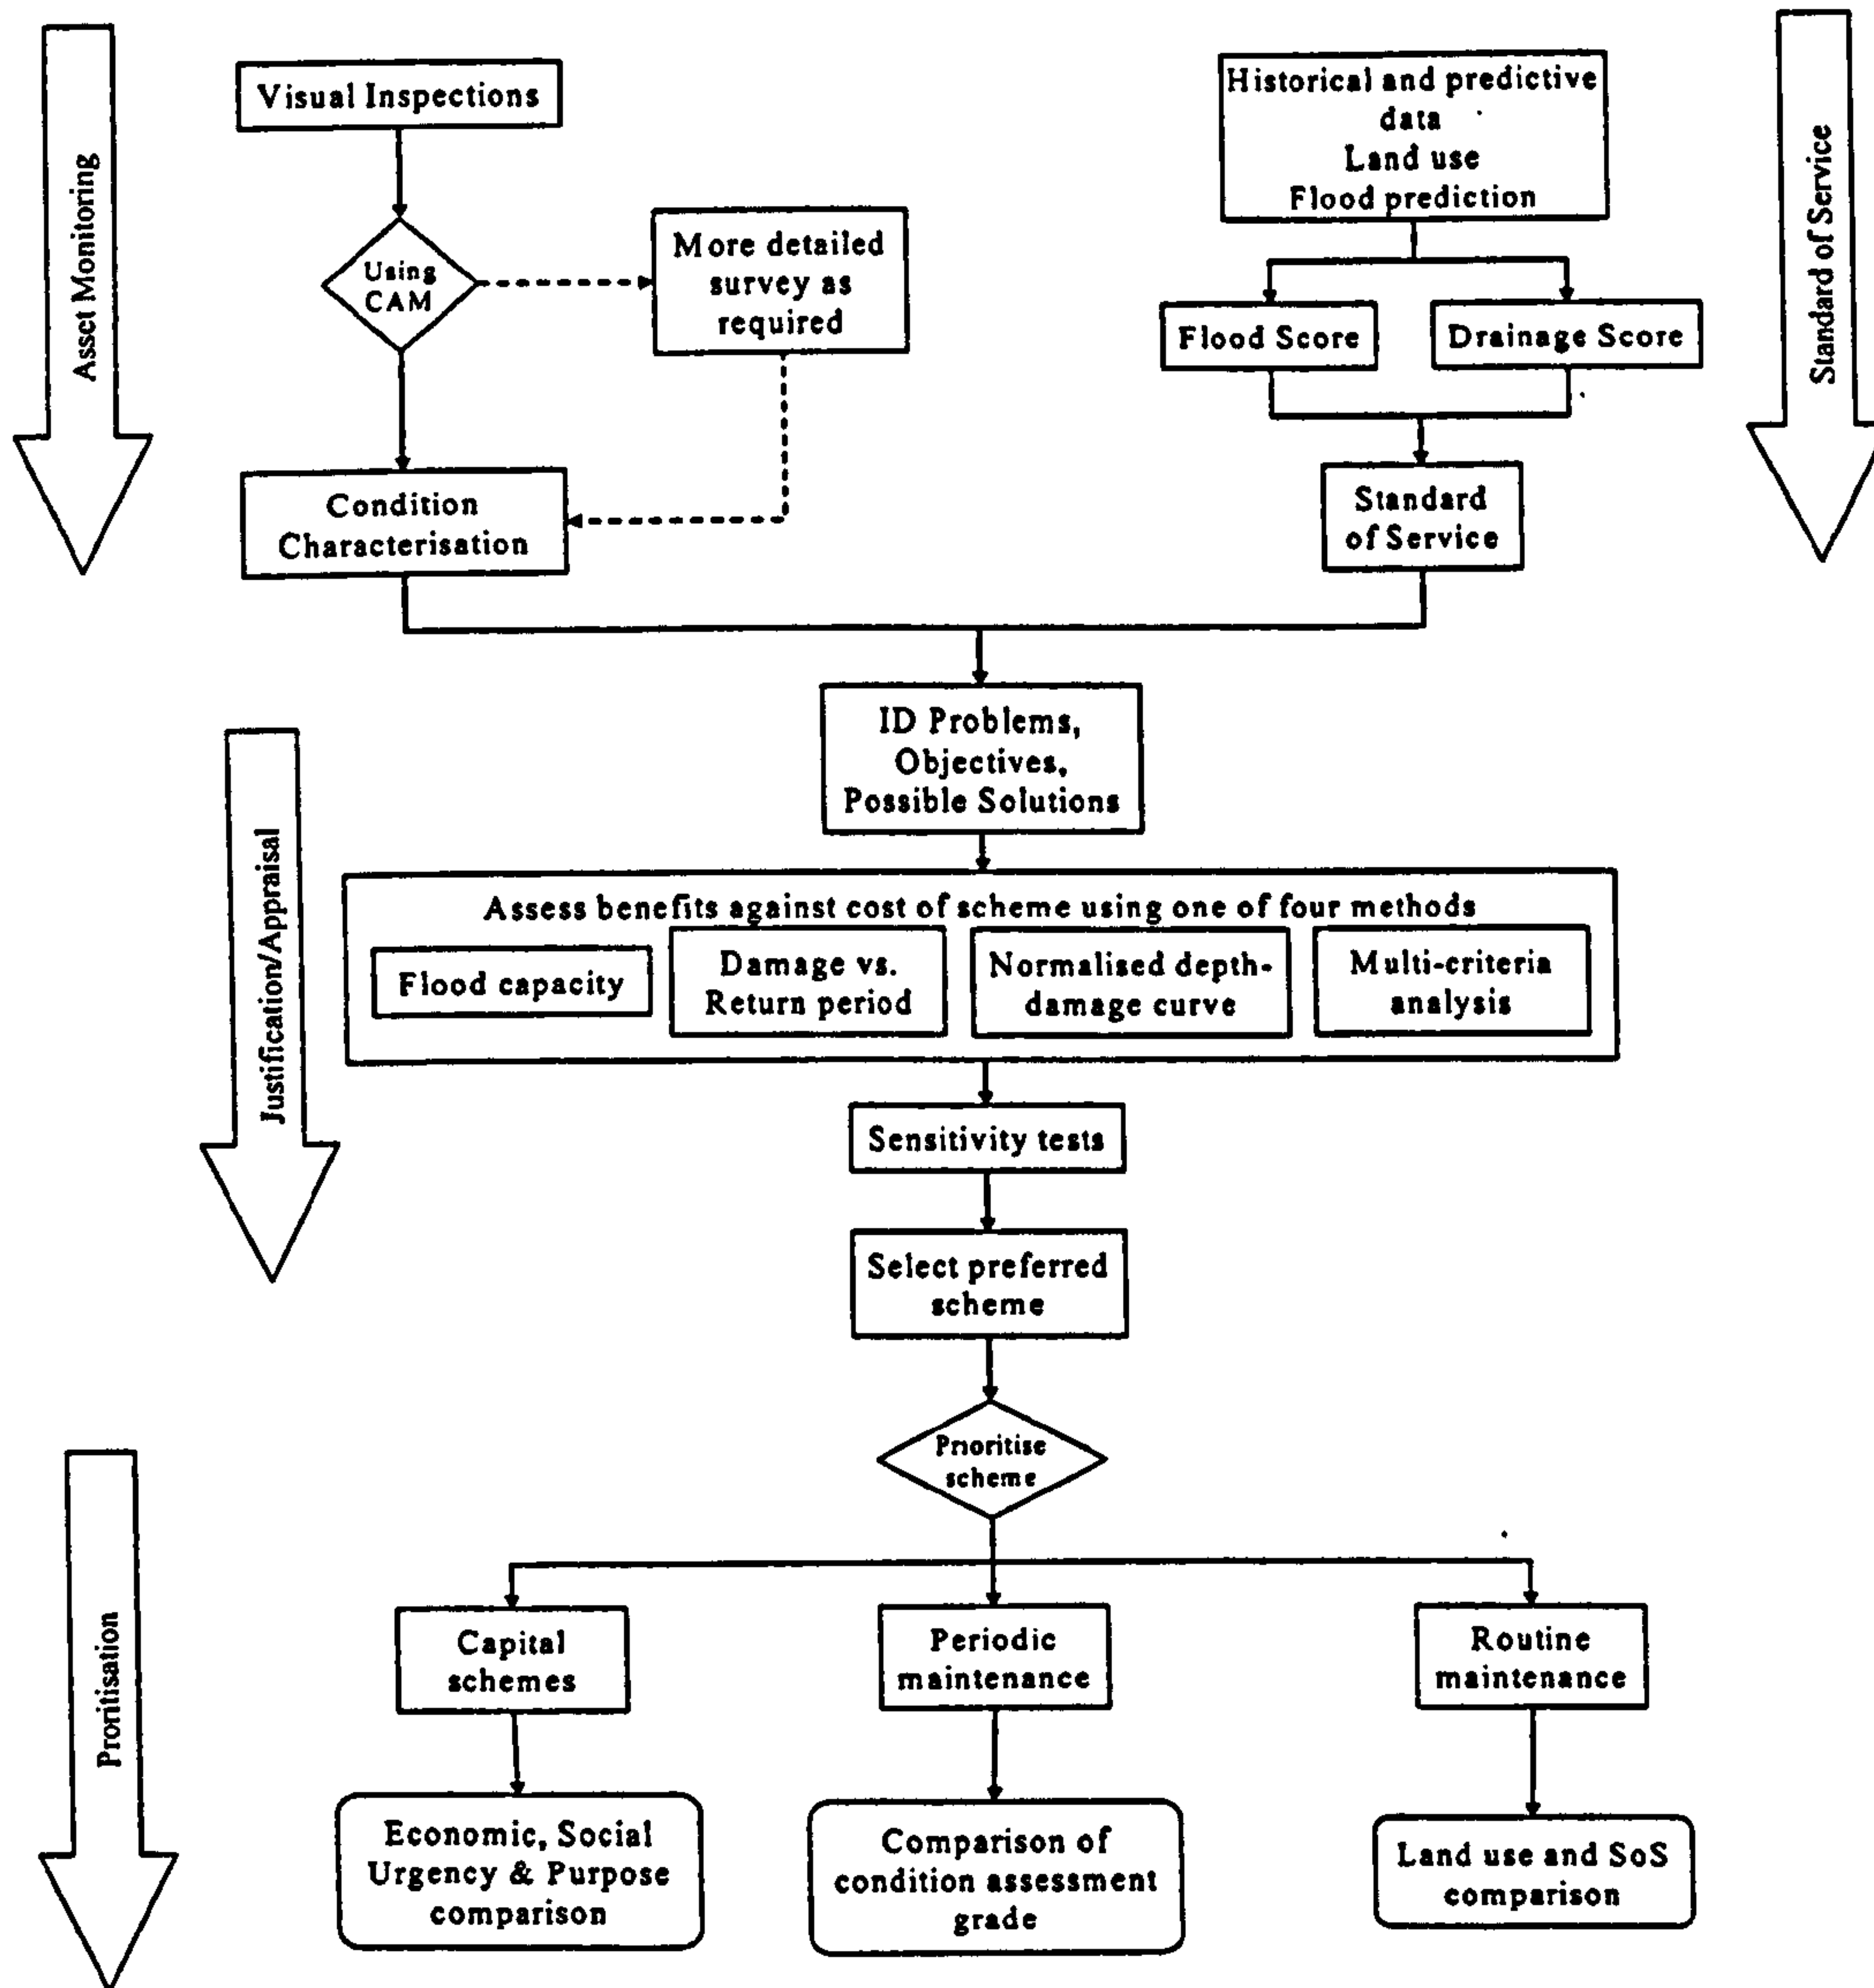 Asset Monitoring
Visual Inspections
Using
CAM
More detailed
survey as
required
Condition
Characterisation
Historical and predictive
data
Land use
Flood prediction
Flood Score
Drainage Score
Standard
of Service
Standard of Service
Justification/Appraisal
ID Problems,
Objectives,
Possible Solutions
Assess benefits against cost of scheme using one of four methods
Flood capacity
Damage vs.
Return period
Normalised depth-
damage curve
Multi-criteria
analysis
Sensitivity tests
Select preferred
scheme
Prioritise
scheme
Proritisation
Capital
schemes
Periodic
maintenance
Routine
maintenance
Economic, Social
Urgency & Purpose
comparison
Comparison of
condition assessment
grade
Land use and SoS
comparison